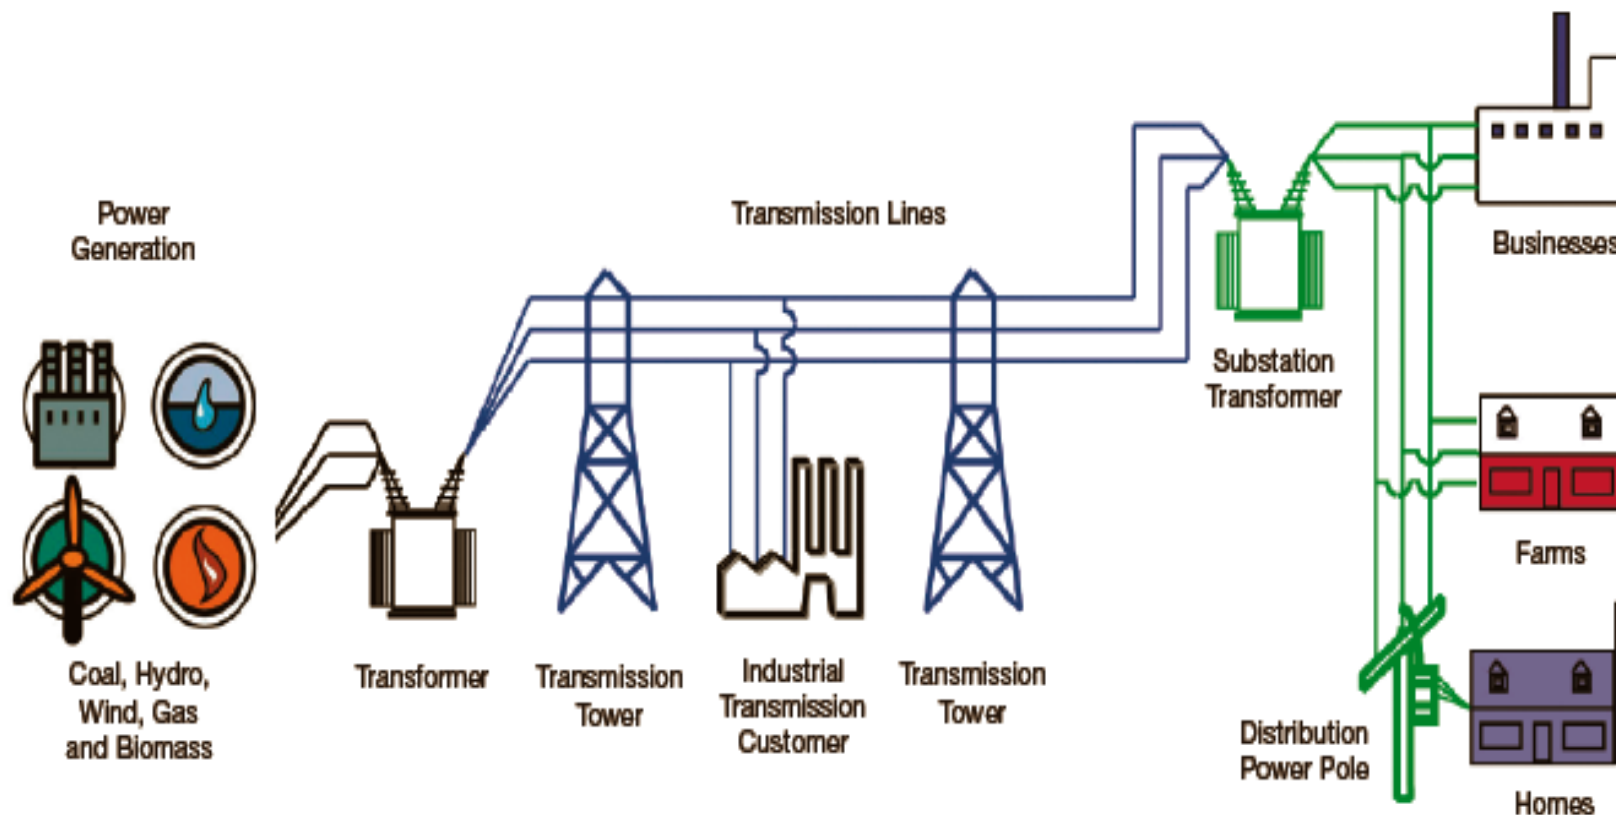 Power
Generation
Transmission Lines
Businesses
Substation
Transformer
Farms
Coal, Hydro,
Wind, Gas
and Biomass
Transformer
Transmission
Tower
Industrial
Transmission
Customer
Transmission
Tower
Distribution
Power Pole
Homes